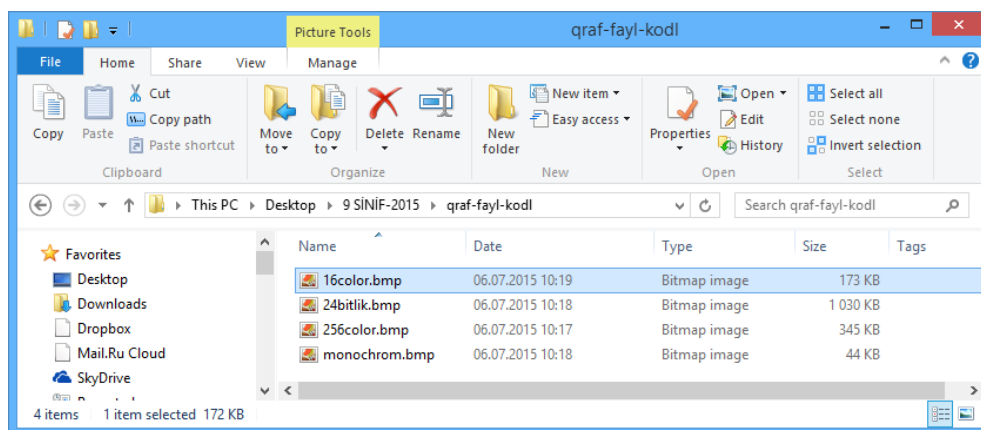 Picture Tools qraf-fayl-kodl
File Home Share View Manage
Cut New item Open Select all
Copy path Easy access Edit Select none
Copy Paste Paste shortcut Move to Copy to Delete Rename New folder Properties History Invert selection
Clipboard Organize New Open Select
This PC Desktop 9 SİNİF-2015 qraf-fayl-kodl Search qraf-fayl-kodl
Favorites Name Date Type Size Tags
Desktop 16color.bmp 06.07.2015 10:19 Bitmap image 173 KB
Downloads 24bitlik.bmp 06.07.2015 10:18 Bitmap image 1 030 KB
Dropbox 256color.bmp 06.07.2015 10:17 Bitmap image 345 KB
Mail.Ru Cloud monochrom.bmp 06.07.2015 10:18 Bitmap image 44 KB
SkyDrive
4 items 1 item selected 172 KB